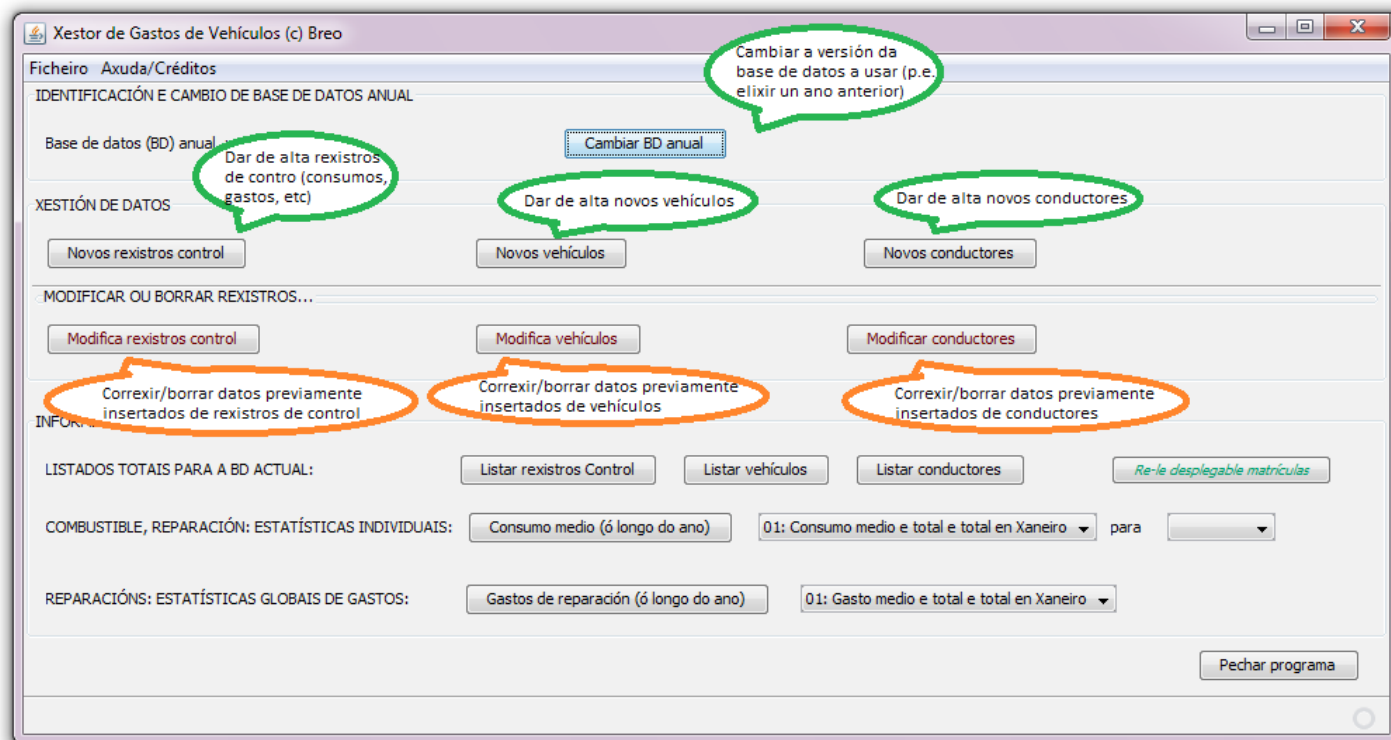 Xestor de Gastos de Vehículos (c) Breo
Ficheiro Axuda/Créditos
IDENTIFICACIÓN E CAMBIO DE BASE DE DATOS ANUAL
Cambiar a versión da
base de datos a usar (p.e.
elixir un ano anterior)
Base de datos (BD) anual
Cambiar BD anual
Dar de alta rexistros
de contro (consumos,
gastos, etc)
XESTIÓN DE DATOS
Dar de alta novos vehículos
Dar de alta novos conductores
Novos rexistros control
Novos vehículos
Novos conductores
MODIFICAR OU BORRAR REXISTROS...
Modifica rexistros control
Modifica vehículos
Modificar conductores
Correxir/borrar datos previamente
insertados de rexistros de control
Correxir/borrar datos previamente
insertados de vehículos
Correxir/borrar datos previamente
insertados de conductores
LISTADOS TOTAIS PARA A BD ACTUAL:
Listar rexistros Control
Listar vehículos
Listar conductores
Re-le desplegable matrículas
COMBUSTIBLE, REPARACIÓN: ESTATÍSTICAS INDIVIDUAIS:
Consumo medio (ó longo do ano)
01: Consumo medio e total e total en Xaneiro
para
REPARACIÓNS: ESTATÍSTICAS GLOBAIS DE GASTOS:
Gastos de reparación (ó longo do ano)
01: Gasto medio e total e total en Xaneiro
Pechar programa